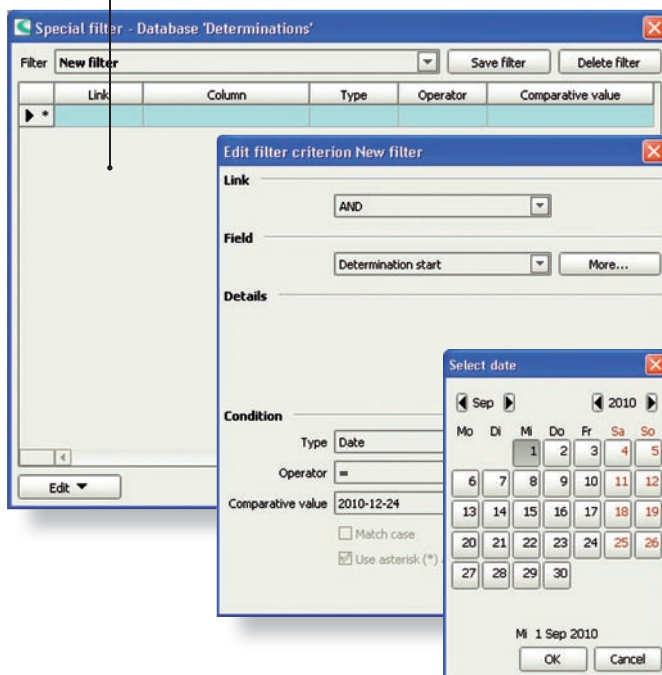 Special filter - Database 'Determinations'
Filter New filter Save filter Delete filter
Link Column Type Operator Comparative value
*
Edit
Edit filter criterion New filter
Link
AND
Field
Determination start More...
Details
Condition
Type Date
Operator =
Comparative value 2010-12-24
Match case
Use asterisk (*)
Select date
Sep 2010
Mo Di Mi Do Fr Sa So
1 2 3 4 5
6 7 8 9 10 11 12
13 14 15 16 17 18 19
20 21 22 23 24 25 26
27 28 29 30
Mi 1 Sep 2010
OK Cancel